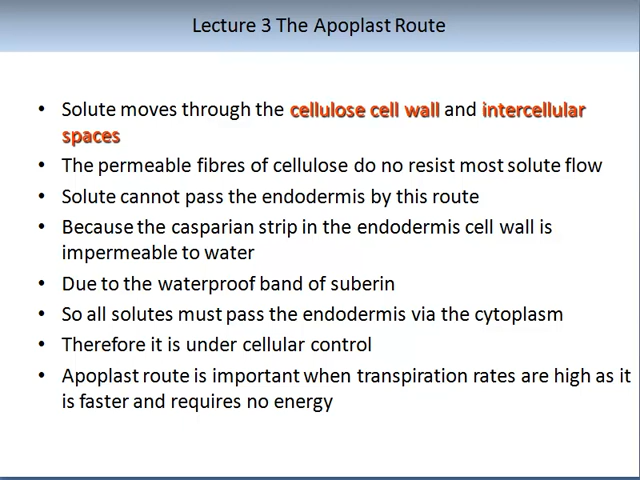 Lecture 3 The Apoplast Route
• Solute moves through the cellulose cell wall and intercellular
spaces
• The permeable fibres of cellulose do no resist most solute flow
• Solute cannot pass the endodermis by this route
• Because the casparian strip in the endodermis cell wall is
impermeable to water
• Due to the waterproof band of suberin
• So all solutes must pass the endodermis via the cytoplasm
• Therefore it is under cellular control
• Apoplast route is important when transpiration rates are high as it
is faster and requires no energy